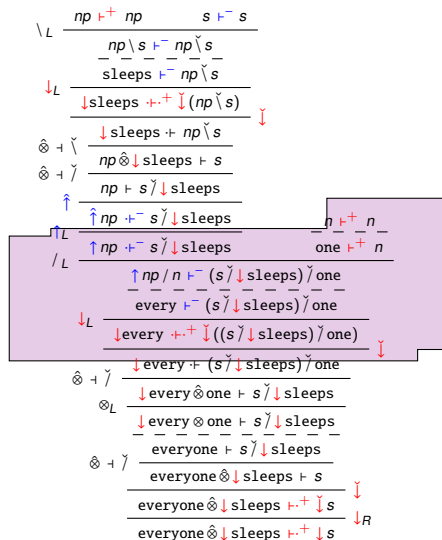 \L np ⊢⁺ np s ⊢⁻ s
np\s ⊢⁻ np \̌ s
↓L sleeps ⊢⁻ np \̌ s
↓sleeps ·⊢·⁺ ↓̌(np \̌ s) ↓̌
⊗̂ ⊣ \̌ ↓sleeps ·⊢ np \̌ s
⊗̂ ⊣ /̌ np ⊗̂ ↓sleeps ⊢ s
np ⊢ s /̌ ↓sleeps
↑̂ ↑̂ np ·⊢⁻ s /̌ ↓sleeps n ⊢⁺ n
↑L ↑ np ·⊢⁻ s /̌ ↓sleeps one ⊢⁺ n
/L ↑ np / n ⊢⁻ (s /̌ ↓sleeps) /̌ one
every ⊢⁻ (s /̌ ↓sleeps) /̌ one
↓L ↓every ·⊢·⁺ ↓̌((s /̌ ↓sleeps) /̌ one) ↓̌
⊗̂ ⊣ /̌ ↓every ·⊢ (s /̌ ↓sleeps) /̌ one
⊗L ↓every ⊗̂ one ⊢ s /̌ ↓sleeps
↓every ⊗ one ⊢ s /̌ ↓sleeps
⊗̂ ⊣ /̌ everyone ⊢ s /̌ ↓sleeps
everyone ⊗̂ ↓sleeps ⊢ s
everyone ⊗̂ ↓sleeps ⊢·⁺ ↓̌ s ↓̌
everyone ⊗̂ ↓sleeps ⊢·⁺ ↓ s ↓R